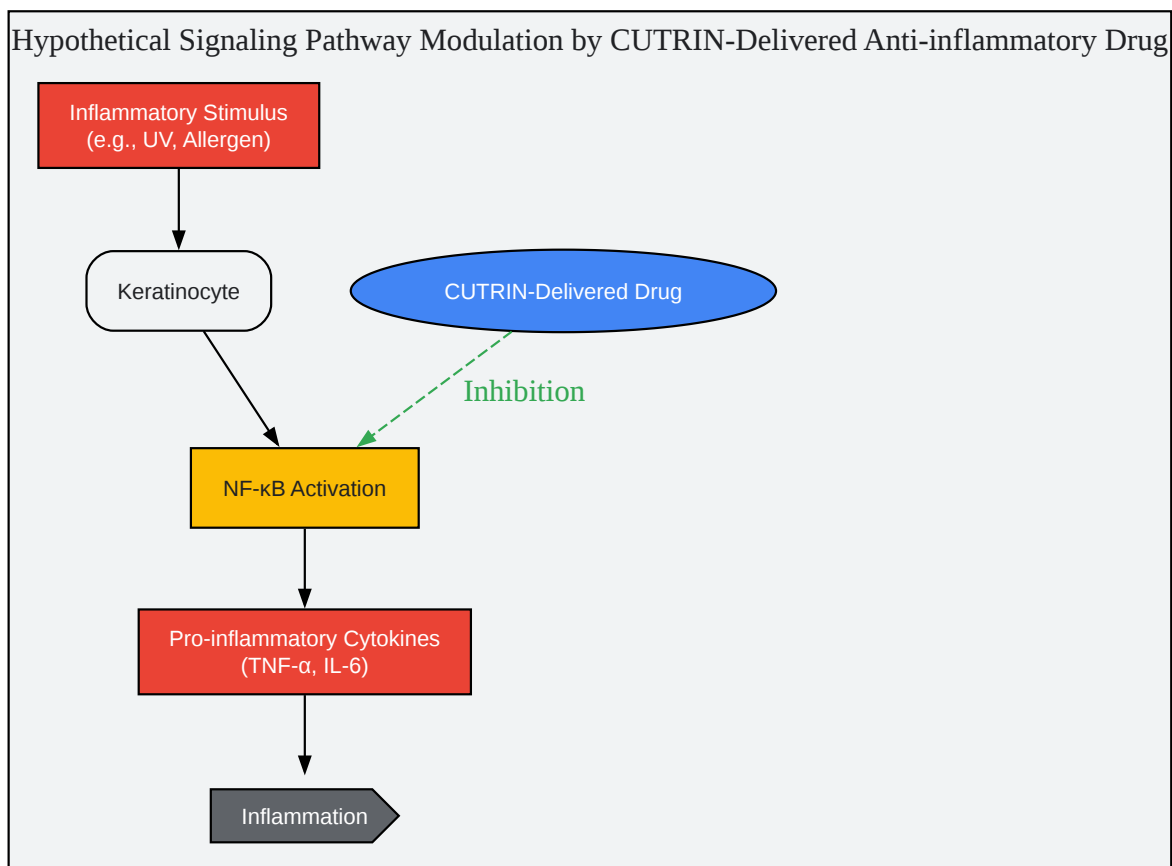 Hypothetical Signaling Pathway Modulation by CUTRIN-Delivered Anti-inflammatory Drug
Inflammatory Stimulus
(e.g., UV, Allergen)
Keratinocyte
CUTRIN-Delivered Drug
Inhibition
NF-κB Activation
Pro-inflammatory Cytokines
(TNF-α, IL-6)
Inflammation